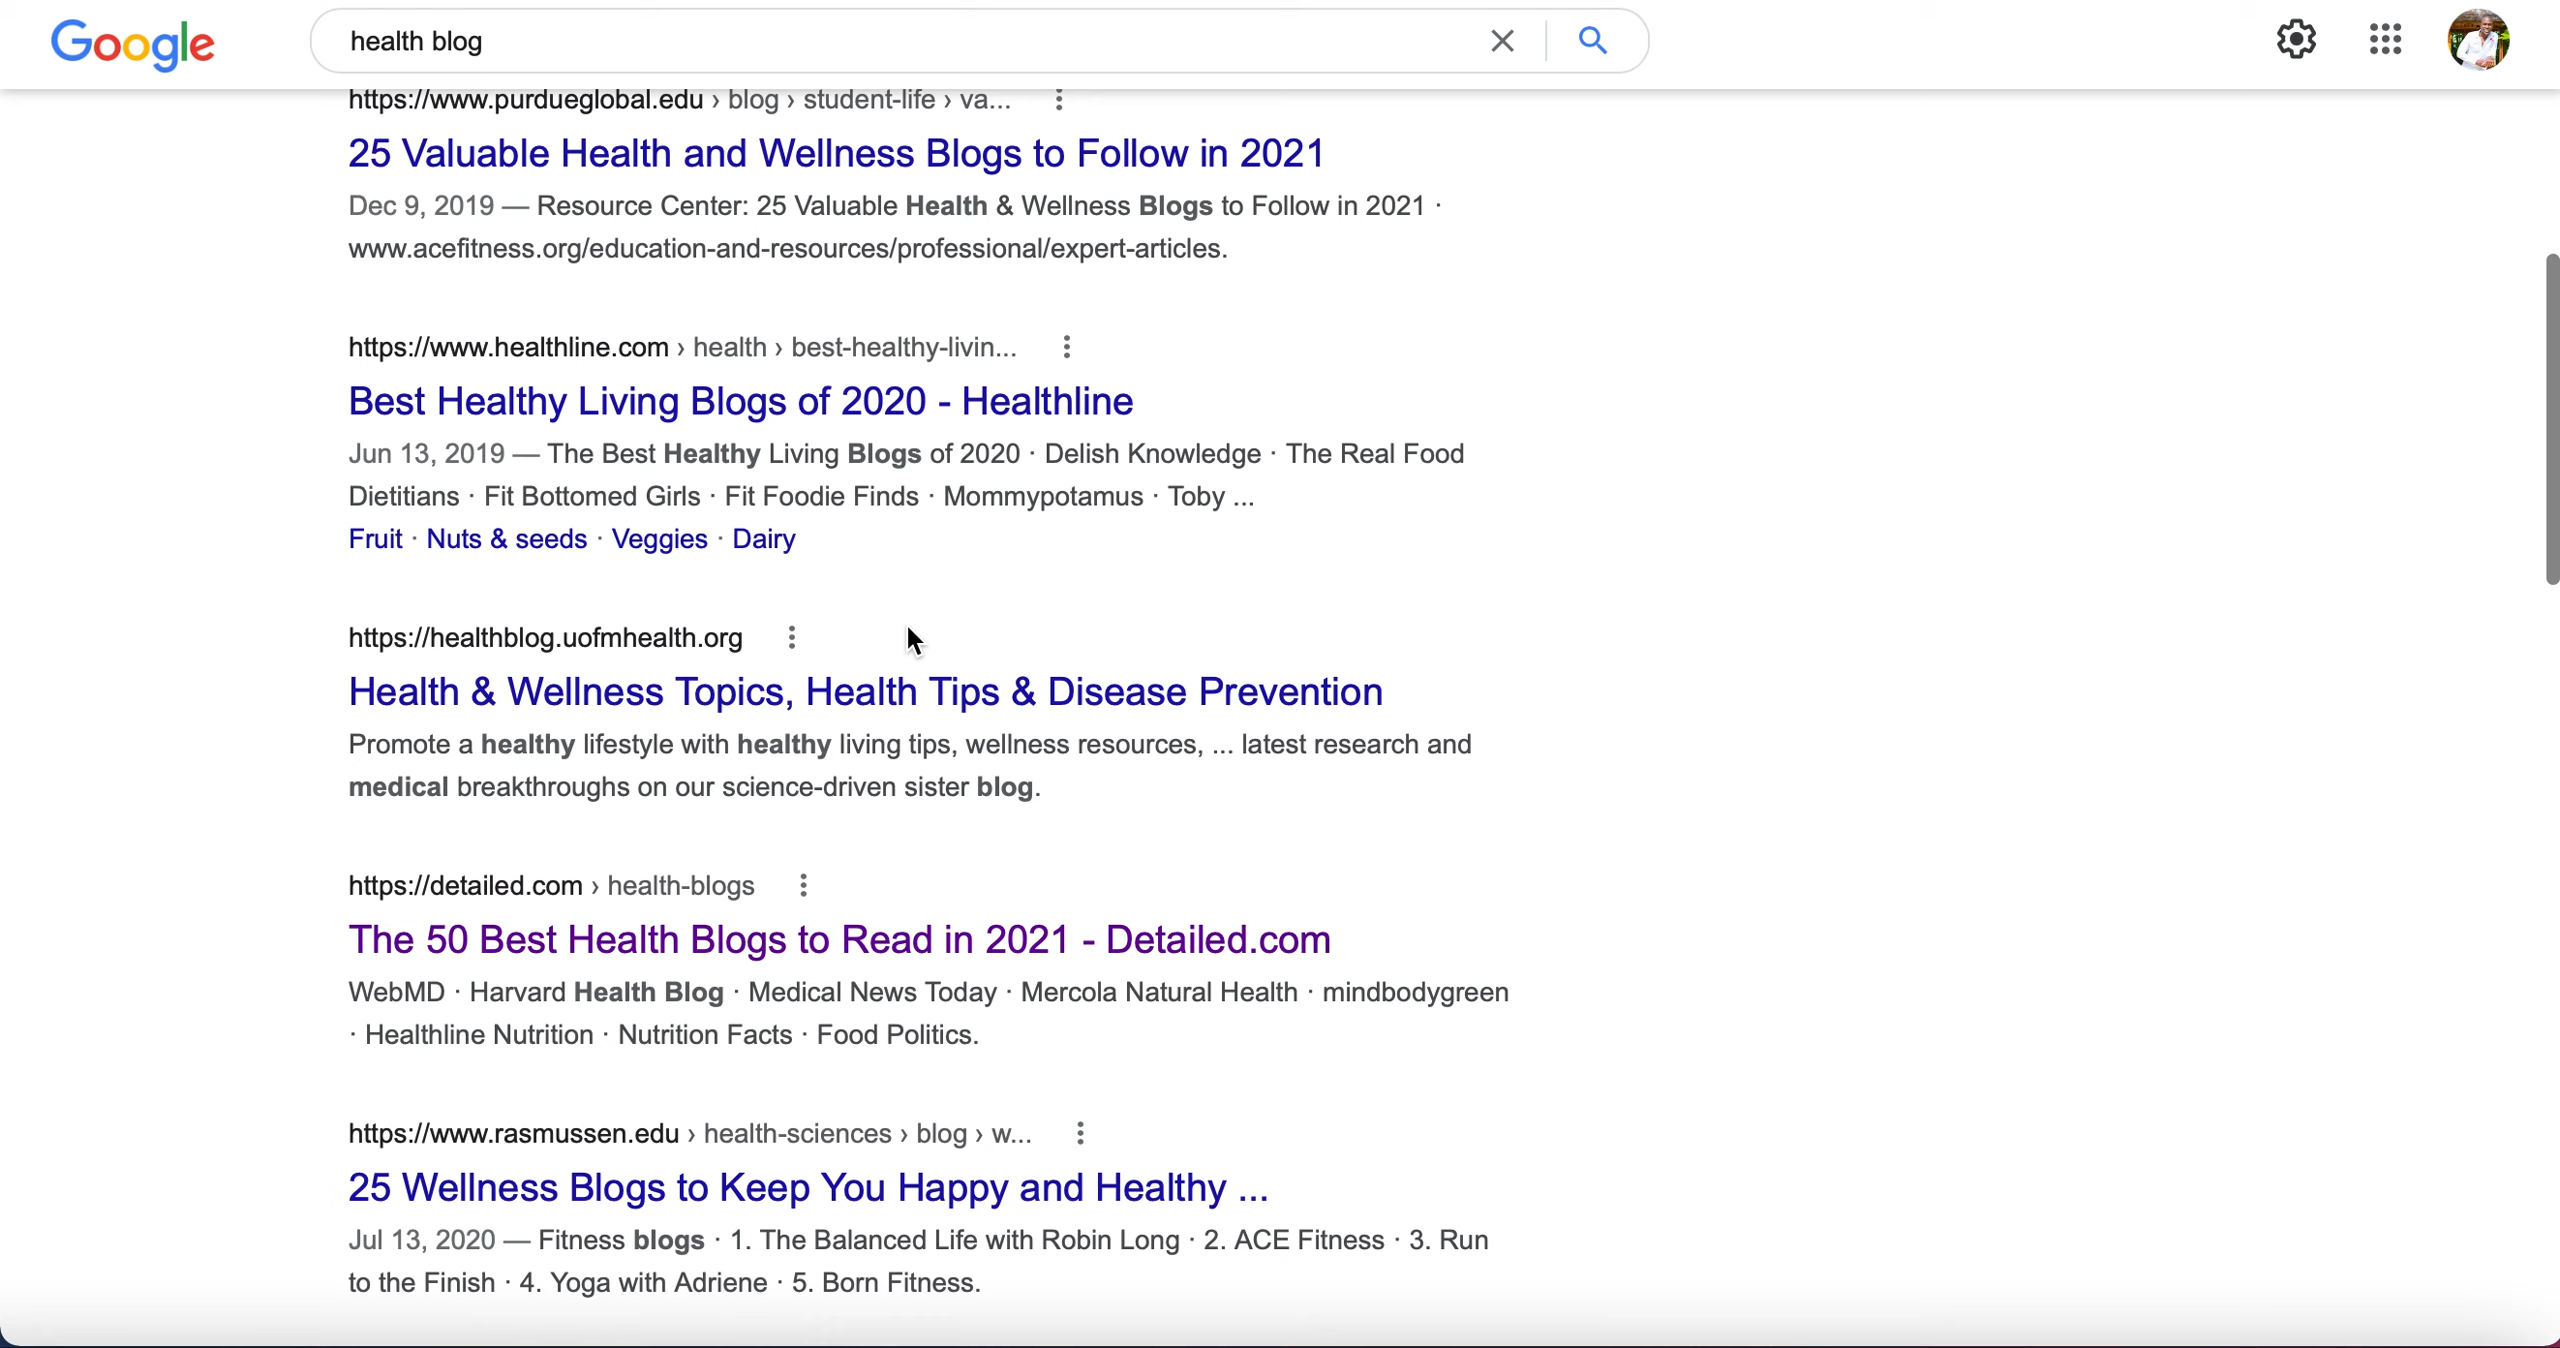 Google
health blog
https://www.purdueglobal.edu › blog › student-life › va...
25 Valuable Health and Wellness Blogs to Follow in 2021
Dec 9, 2019 — Resource Center: 25 Valuable Health & Wellness Blogs to Follow in 2021 ·
www.acefitness.org/education-and-resources/professional/expert-articles.
https://www.healthline.com › health › best-healthy-livin...
Best Healthy Living Blogs of 2020 - Healthline
Jun 13, 2019 — The Best Healthy Living Blogs of 2020 · Delish Knowledge · The Real Food
Dietitians · Fit Bottomed Girls · Fit Foodie Finds · Mommypotamus · Toby ...
Fruit · Nuts & seeds · Veggies · Dairy
https://healthblog.uofmhealth.org
Health & Wellness Topics, Health Tips & Disease Prevention
Promote a healthy lifestyle with healthy living tips, wellness resources, ... latest research and
medical breakthroughs on our science-driven sister blog.
https://detailed.com › health-blogs
The 50 Best Health Blogs to Read in 2021 - Detailed.com
WebMD · Harvard Health Blog · Medical News Today · Mercola Natural Health · mindbodygreen
· Healthline Nutrition · Nutrition Facts · Food Politics.
https://www.rasmussen.edu › health-sciences › blog › w...
25 Wellness Blogs to Keep You Happy and Healthy ...
Jul 13, 2020 — Fitness blogs · 1. The Balanced Life with Robin Long · 2. ACE Fitness · 3. Run
to the Finish · 4. Yoga with Adriene · 5. Born Fitness.